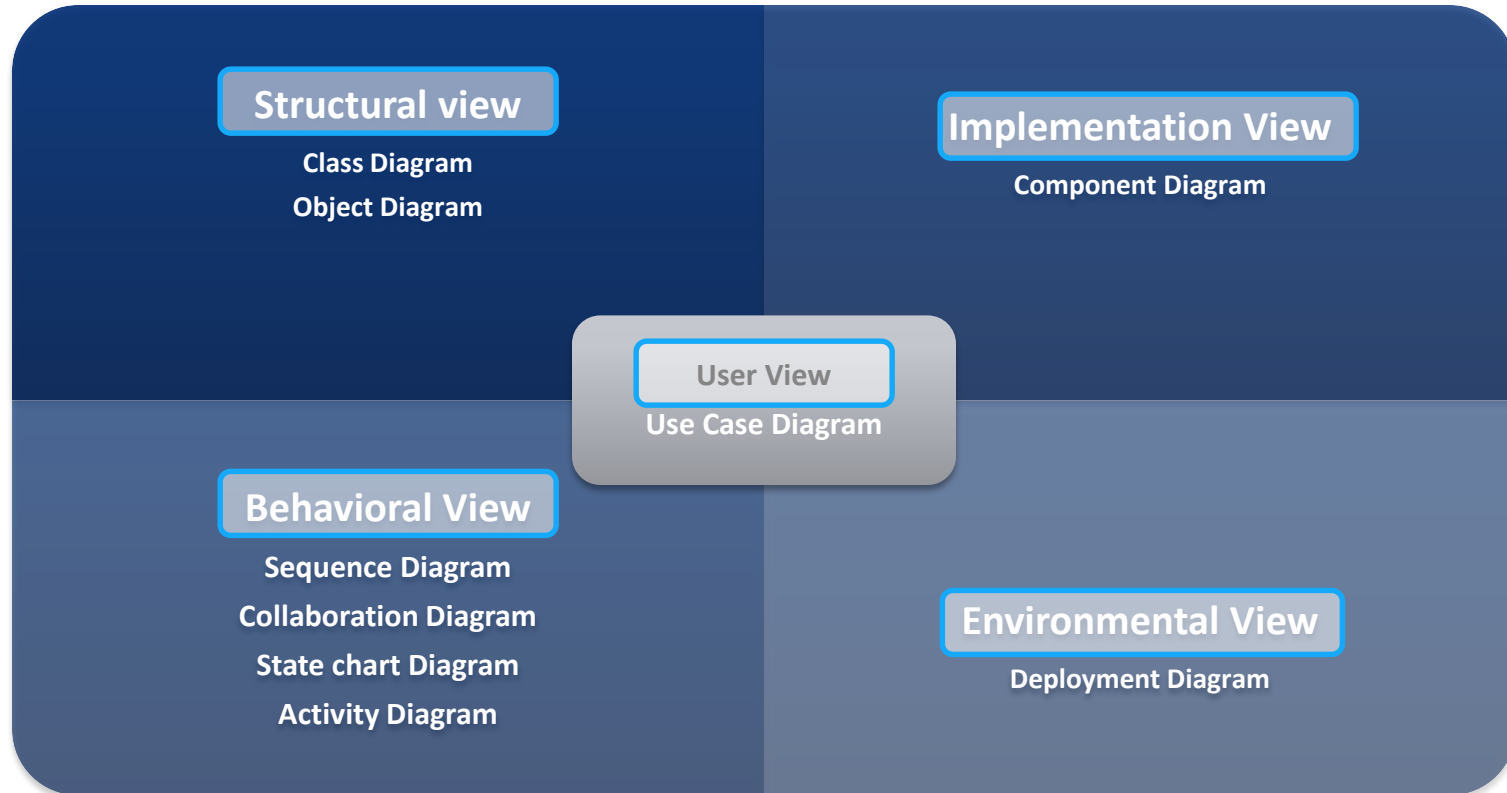 Structural view
Class Diagram
Object Diagram
Implementation View
Component Diagram
User View
Use Case Diagram
Behavioral View
Sequence Diagram
Collaboration Diagram
State chart Diagram
Activity Diagram
Environmental View
Deployment Diagram